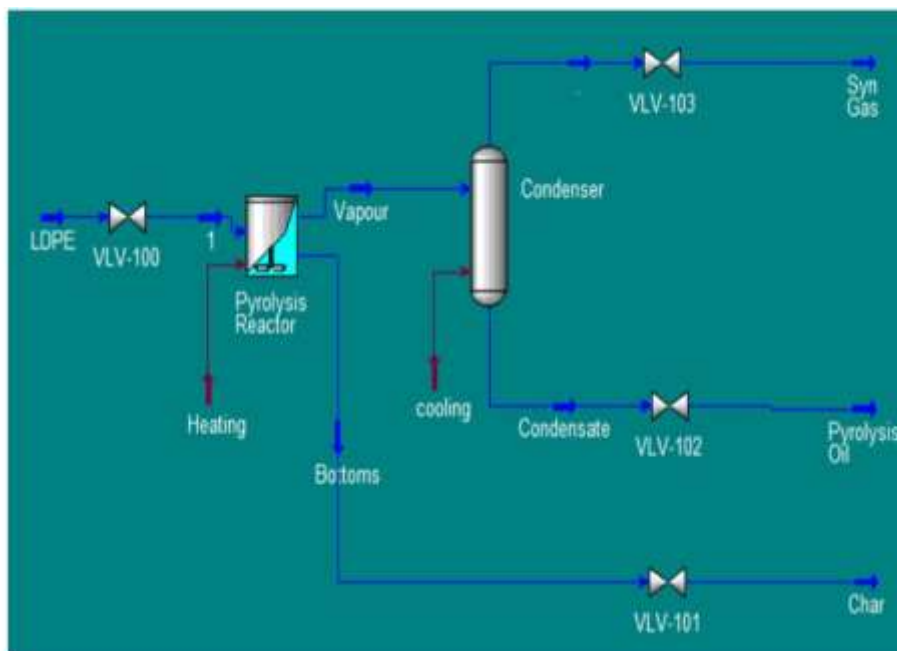 VLV-103
Syn
Gas
Condenser
Vapour
LDPE
VLV-100
1
Pyrolysis
Reactor
Heating
cooling
Condensate
VLV-102
Pyrolysis
Oil
Bottoms
VLV-101
Char